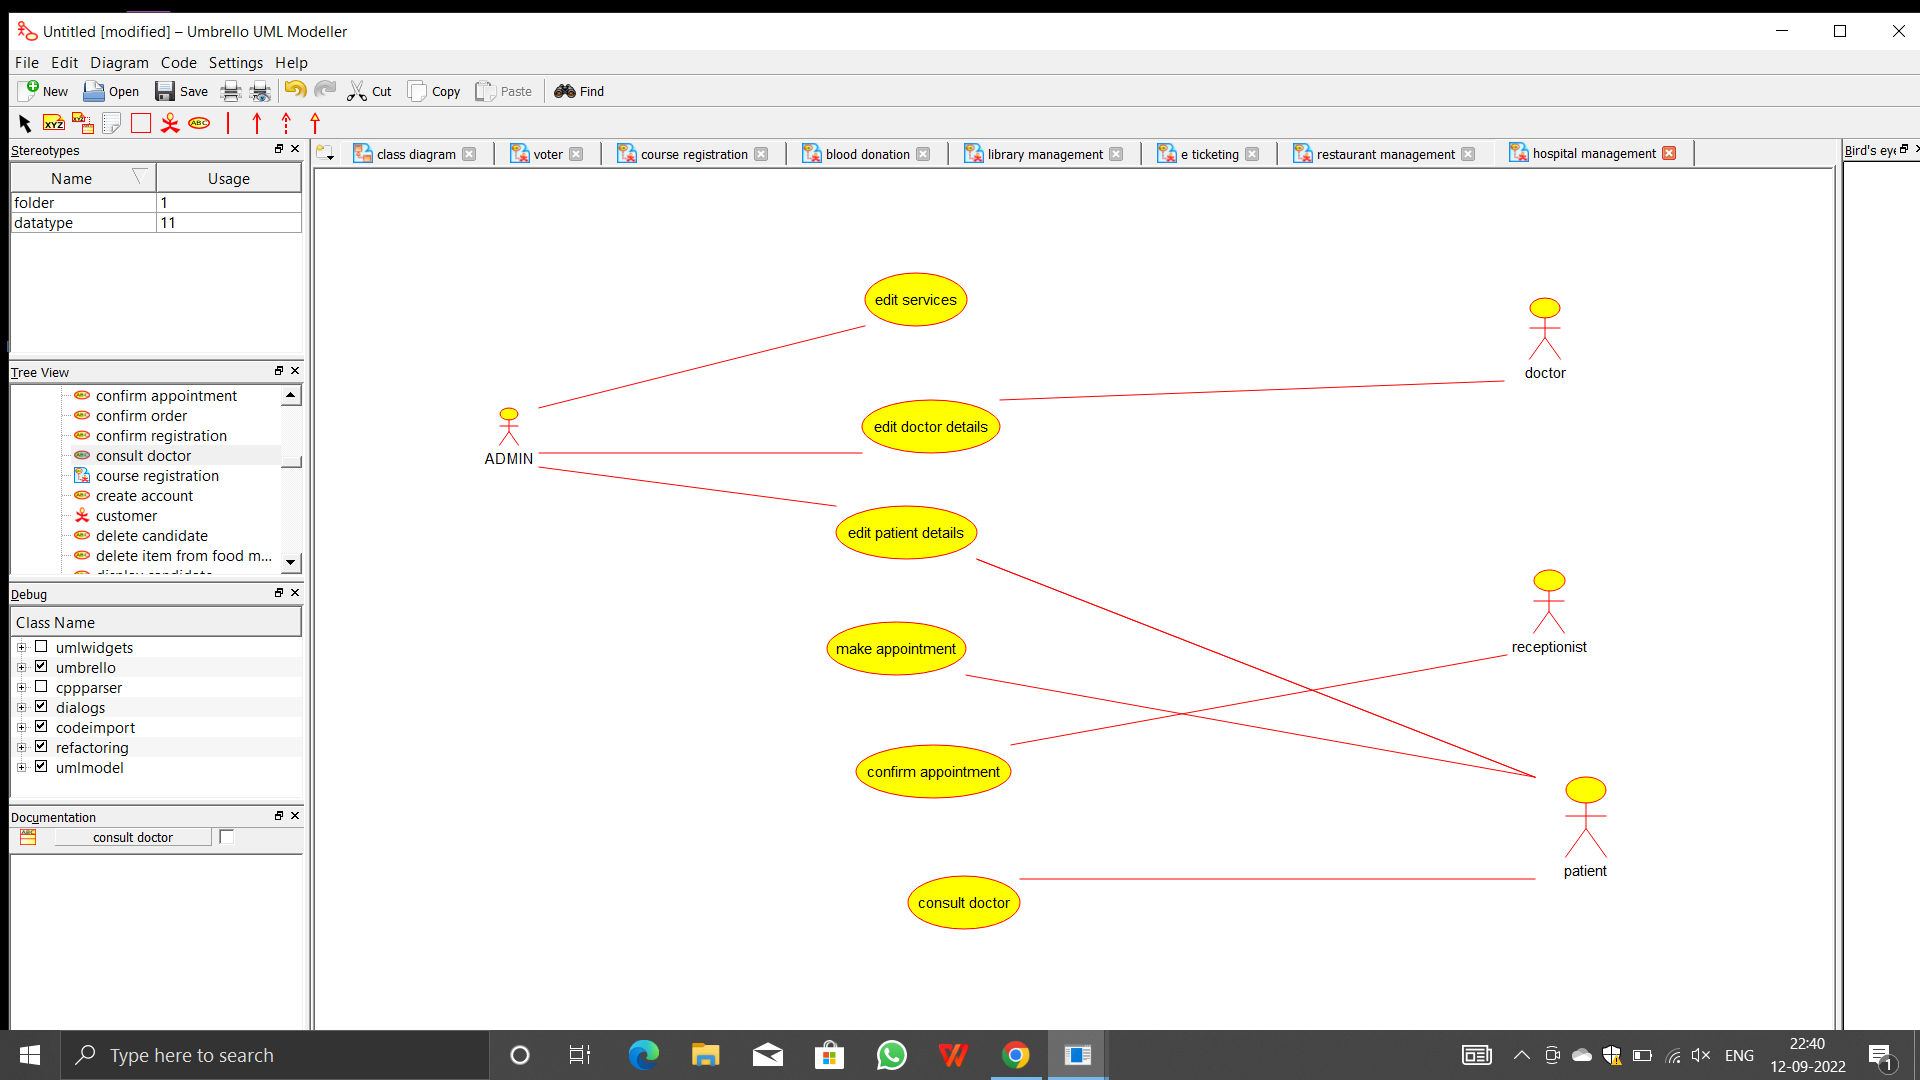 Untitled [modified] – Umbrello UML Modeller
File Edit Diagram Code Settings Help
New Open Save Cut Copy Paste Find
XYZ XYZ ABC
Stereotypes
Name Usage
folder 1
datatype 11
Tree View
confirm appointment
confirm order
confirm registration
consult doctor
course registration
create account
customer
delete candidate
delete item from food m...
Debug
Class Name
umlwidgets
umbrello
cppparser
dialogs
codeimport
refactoring
umlmodel
Documentation
consult doctor
class diagram voter course registration blood donation library management e ticketing restaurant management hospital management
Bird's eye
edit services
doctor
edit doctor details
ADMIN
edit patient details
receptionist
make appointment
confirm appointment
patient
consult doctor
Type here to search
ENG
22:40
12-09-2022
1